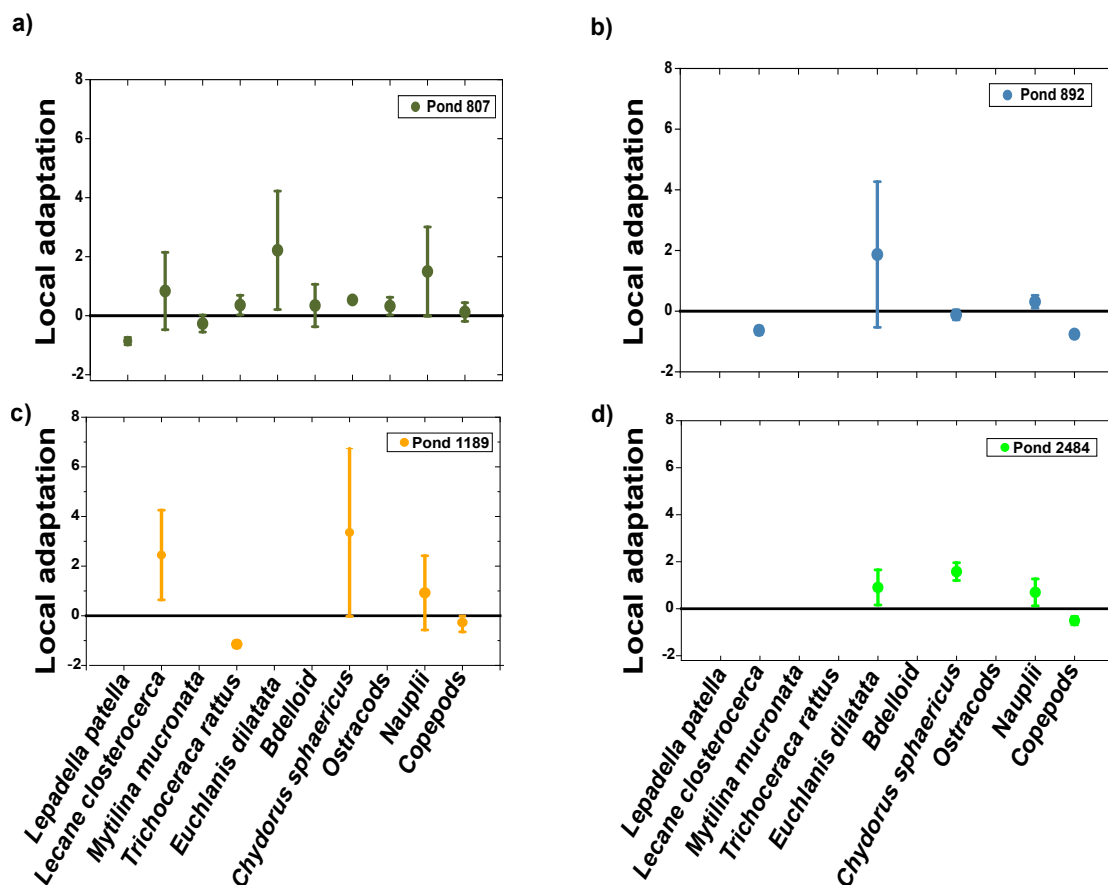 a)
Local adaptation
8
6
4
2
0
-2
Pond 807
b)
Local adaptation
8
6
4
2
0
-2
Pond 892
c)
Local adaptation
8
6
4
2
0
-2
Pond 1189
Lepadella patella
Lecane closterocerca
Mytilina mucronata
Trichoceraca rattus
Euchlanis dilatata
Bdelloid
Chydorus sphaericus
Ostracods
Nauplii
Copepods
d)
Local adaptation
8
6
4
2
0
-2
Pond 2484
Lepadella patella
Lecane closterocerca
Mytilina mucronata
Trichoceraca rattus
Euchlanis dilatata
Bdelloid
Chydorus sphaericus
Ostracods
Nauplii
Copepods